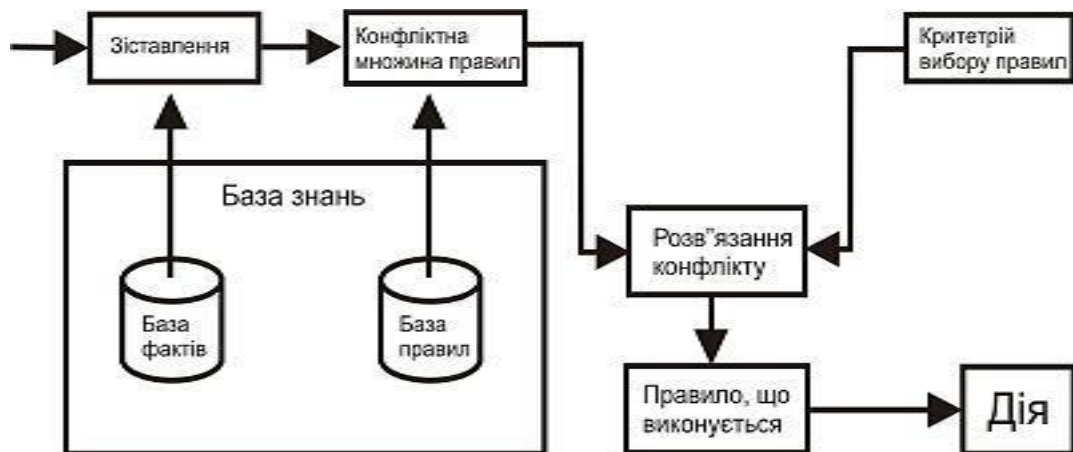 Зіставлення
Конфліктна
множина правил
Критетрій
вибору правил
База знань
База
фактів
База
правил
Розв"язання
конфлікту
Правило, що
виконується
Дія